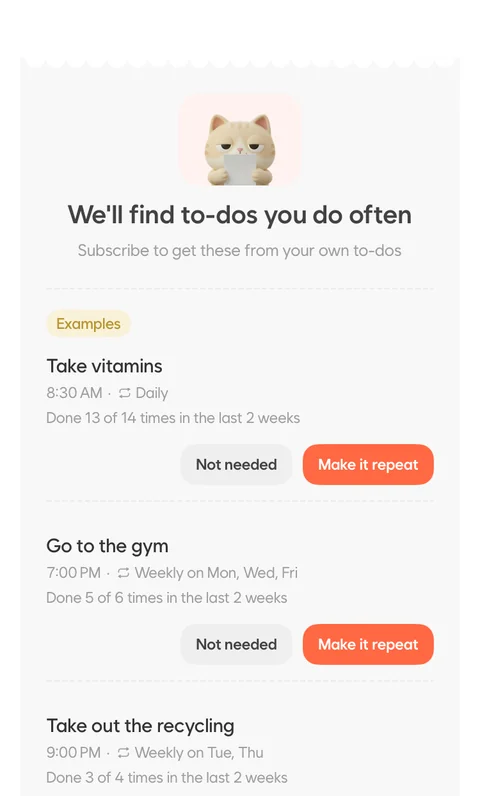 We'll find to-dos you do often
Subscribe to get these from your own to-dos
Examples
Take vitamins
8:30 AM · Daily
Done 13 of 14 times in the last 2 weeks
Not needed Make it repeat
Go to the gym
7:00 PM · Weekly on Mon, Wed, Fri
Done 5 of 6 times in the last 2 weeks
Not needed Make it repeat
Take out the recycling
9:00 PM · Weekly on Tue, Thu
Done 3 of 4 times in the last 2 weeks